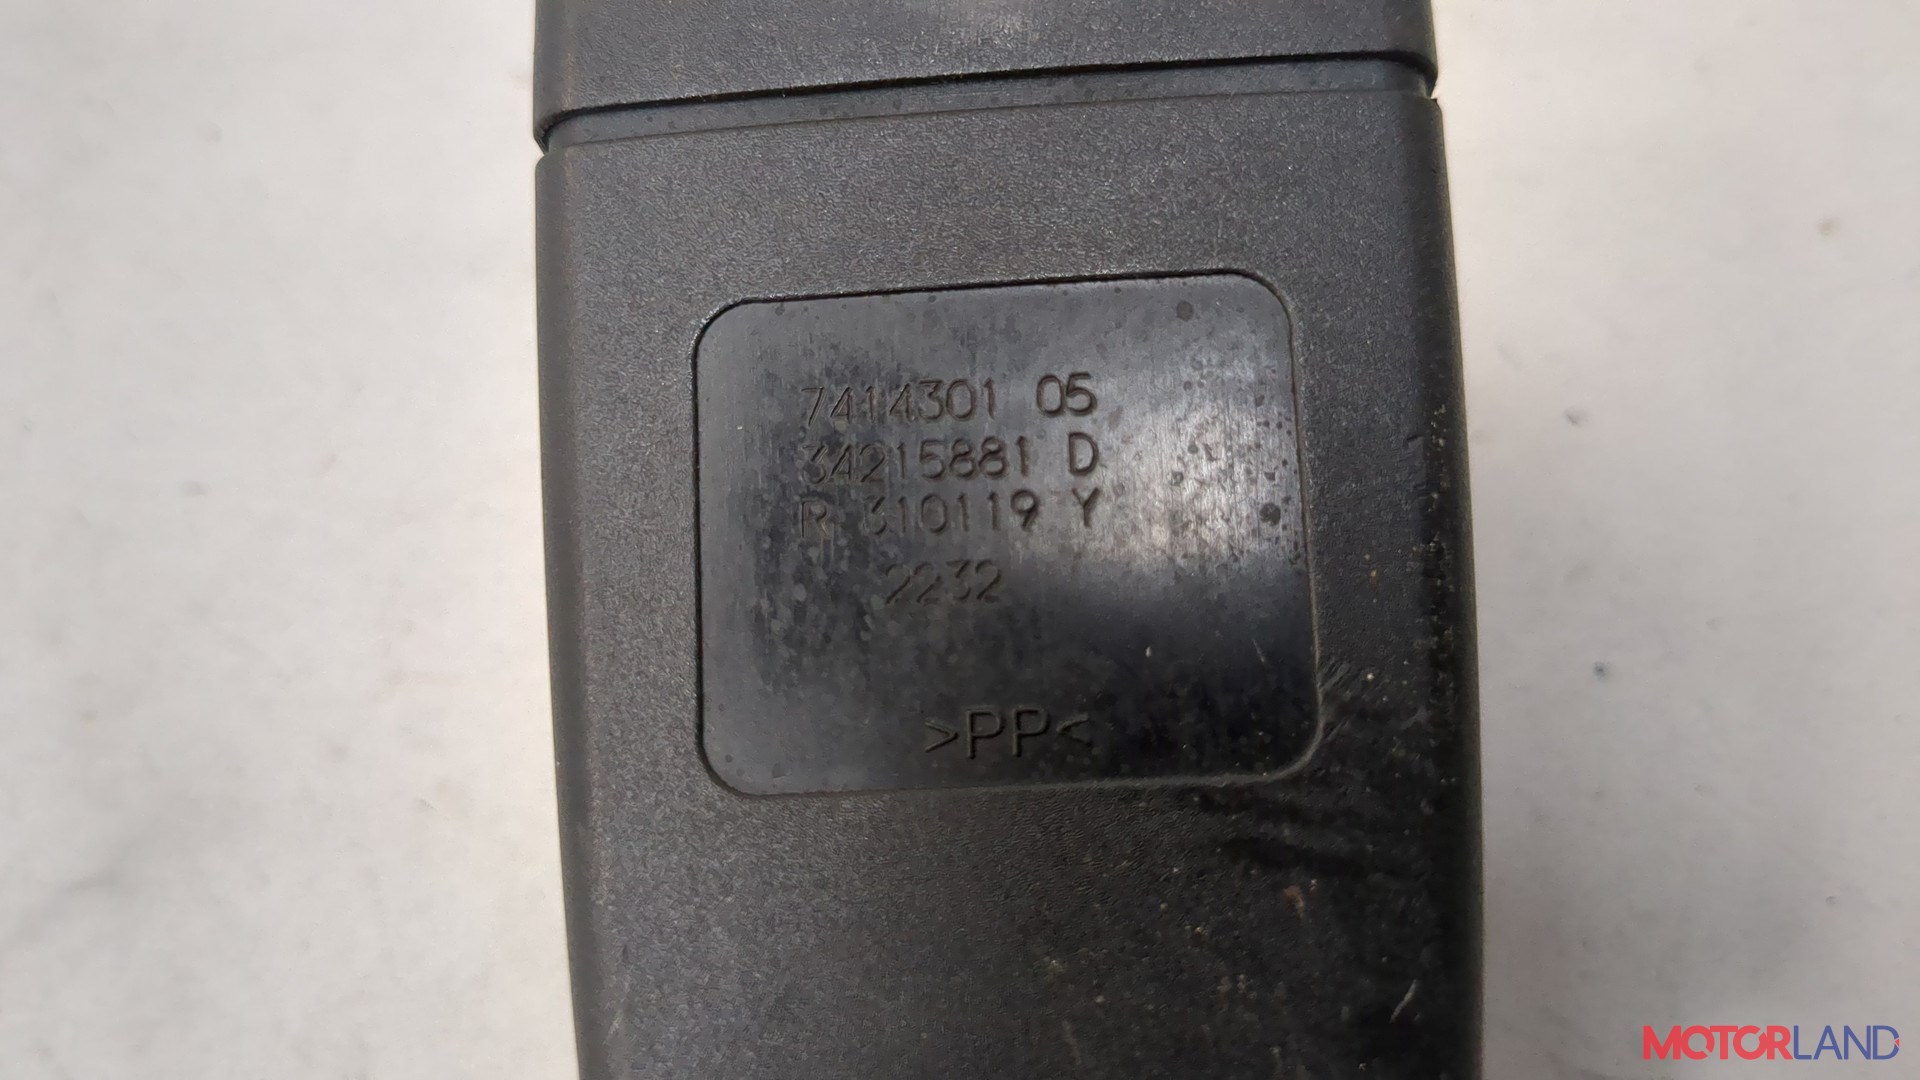 7414301 05
34215881 D
R 310119 Y
2232
>PP<
MOTORLAND